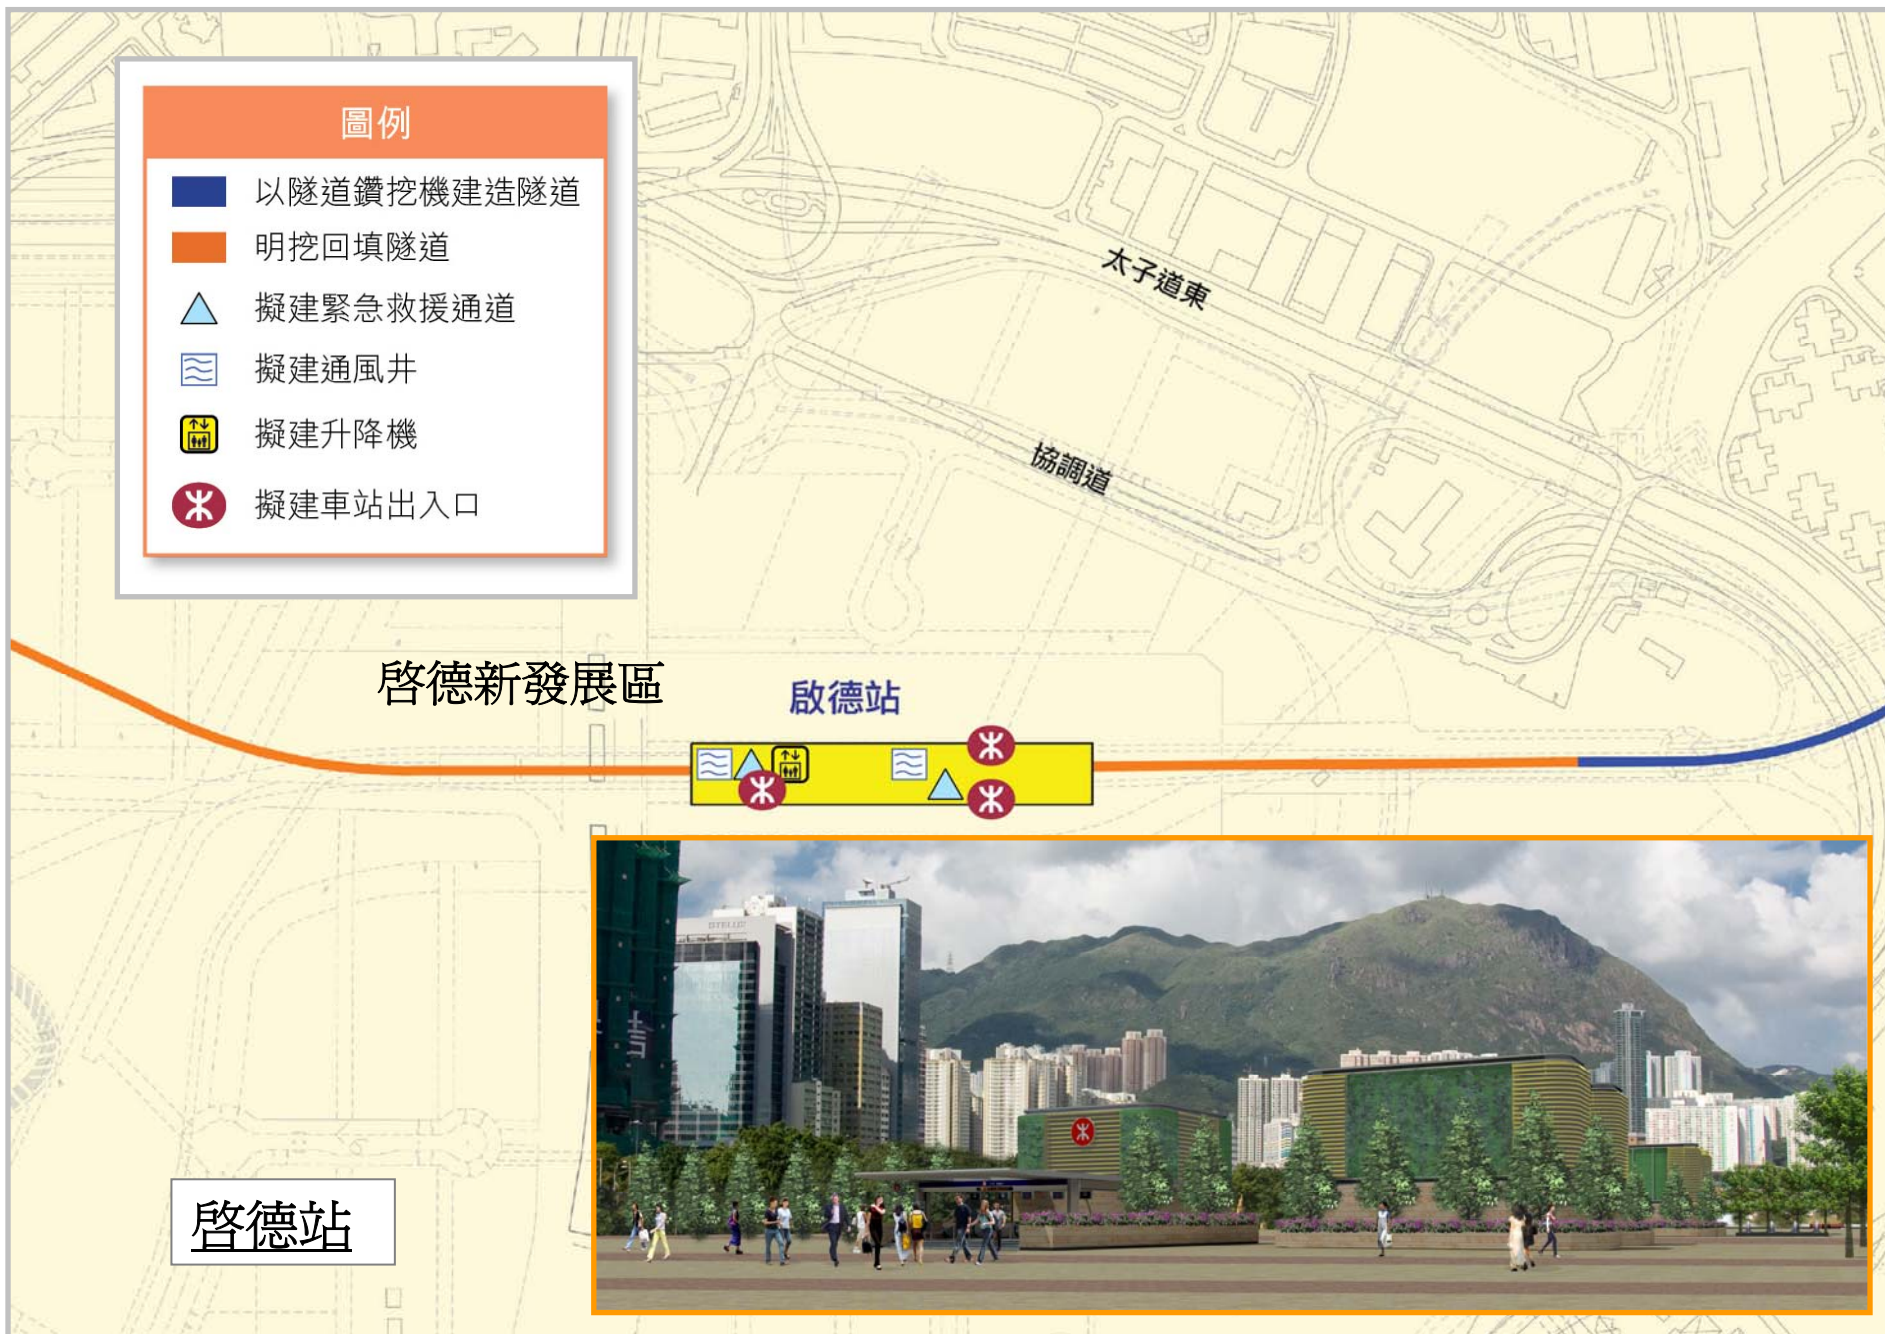 圖例
以隧道鑽挖機建造隧道
明挖回填隧道
擬建緊急救援通道
擬建通風井
擬建升降機
擬建車站出入口
太子道東
協調道
啓德新發展區
啟德站
啓德站